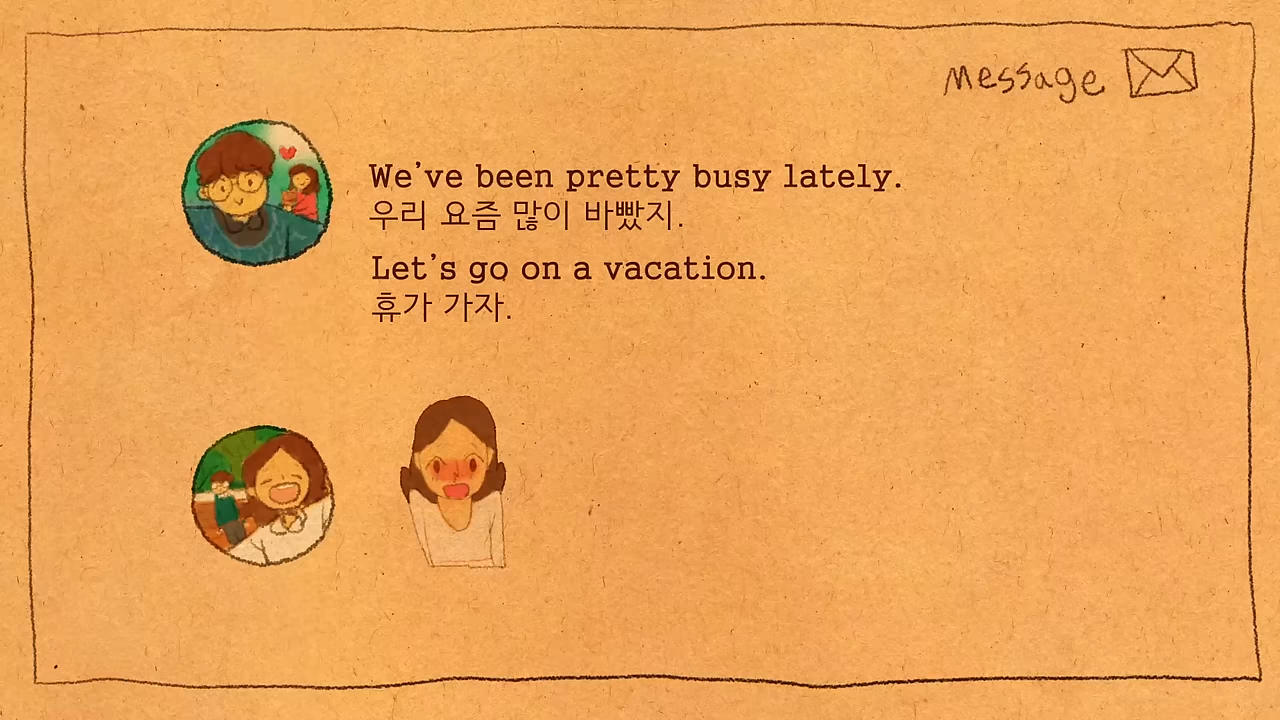 Message
We've been pretty busy lately.
우리 요즘 많이 바빴지.
Let's go on a vacation.
휴가 가자.